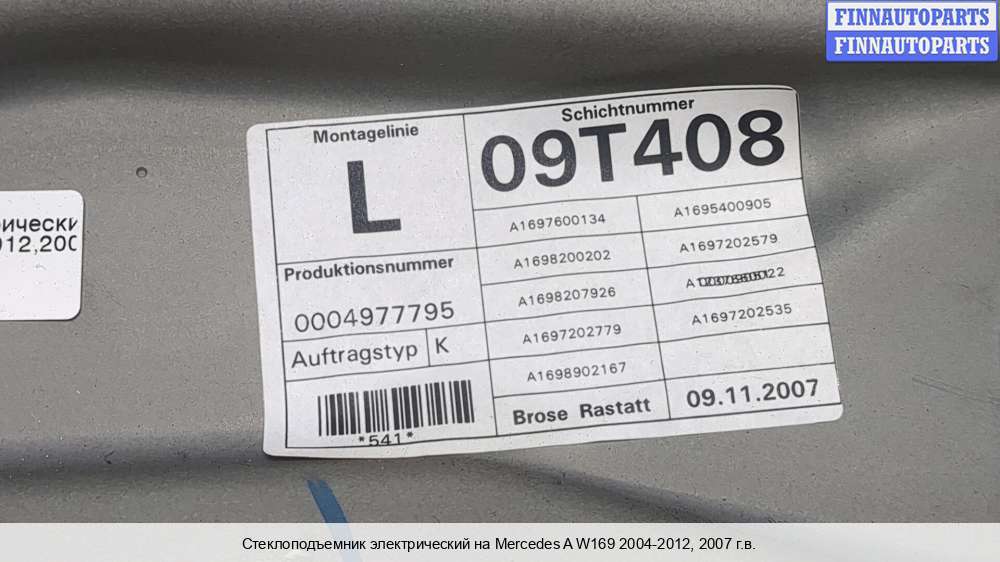 FINNAUTOPARTS
FINNAUTOPARTS
Montagelinie
L
Schichtnummer
09T408
Produktionsnummer
0004977795
Auftragstyp K
*541*
A1697600134
A1698200202
A1698207926
A1697202779
A1698902167
A1695400905
A1697202579
A1697202535
Brose Rastatt
09.11.2007
012,200
Стеклоподъемник электрический на Mercedes A W169 2004-2012, 2007 г.в.